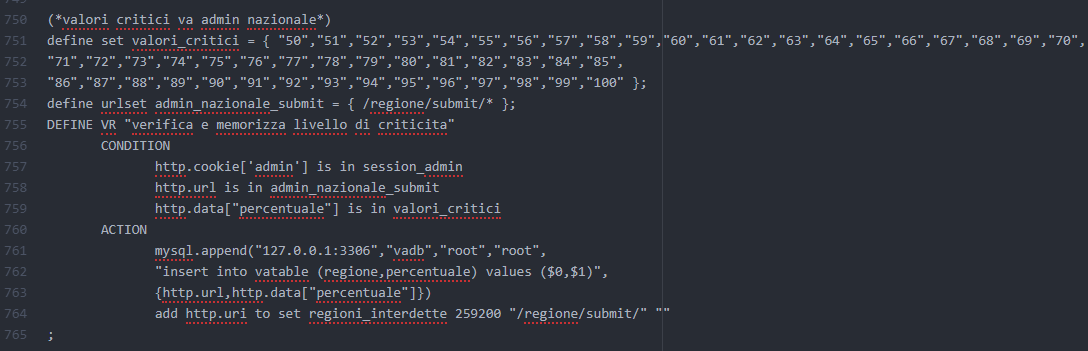 750 (*valori critici va admin nazionale*)
751 define set valori_critici = { "50","51","52","53","54","55","56","57","58","59","60","61","62","63","64","65","66","67","68","69","70",
752 "71","72","73","74","75","76","77","78","79","80","81","82","83","84","85",
753 "86","87","88","89","90","91","92","93","94","95","96","97","98","99","100" };
754 define urlset admin_nazionale_submit = { /regione/submit/* };
755 DEFINE VR "verifica e memorizza livello di criticita"
756 CONDITION
757 http.cookie['admin'] is in session_admin
758 http.url is in admin_nazionale_submit
759 http.data["percentuale"] is in valori_critici
760 ACTION
761 mysql.append("127.0.0.1:3306","vadb","root","root",
762 "insert into vatable (regione,percentuale) values ($0,$1)",
763 {http.url,http.data["percentuale"]})
764 add http.uri to set regioni_interdette 259200 "/regione/submit/" ""
765 ;